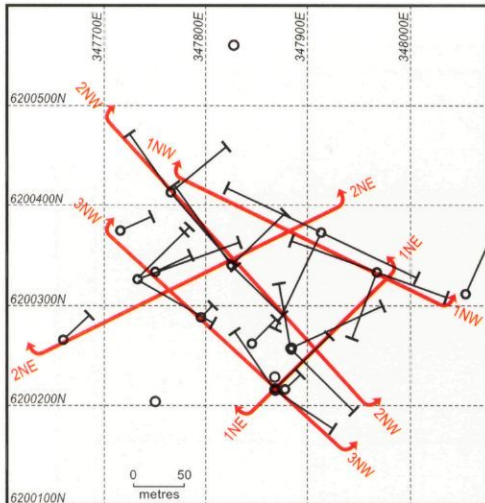 347700E
347800E
347900E
348000E
6200500N
6200400N
6200300N
6200200N
6200100N
2NW
1NW
2NE
3NW
1NE
1NW
2NE
1NE
2NW
3NW
0 50
metres